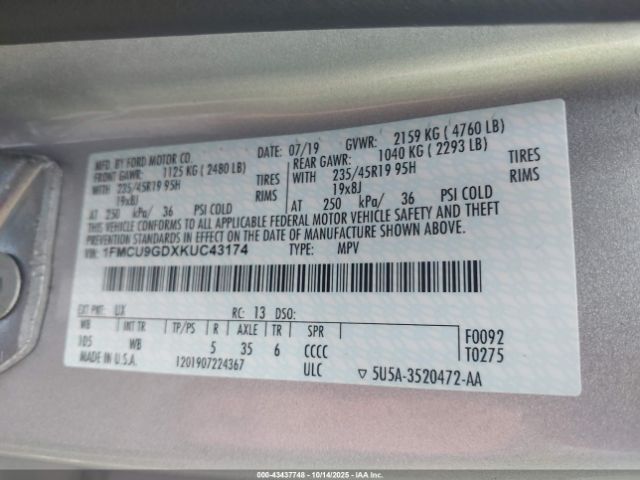 MFD. BY FORD MOTOR CO. DATE: 07/19 GVWR: 2159 KG ( 4760 LB)
FRONT GAWR: 1125 KG ( 2480 LB) REAR GAWR: 1040 KG ( 2293 LB)
WITH 235/45R19 95H TIRES WITH 235/45R19 95H TIRES
19x8J RIMS 19x8J RIMS
AT 250 kPa/ 36 PSI COLD AT 250 kPa/ 36 PSI COLD
THIS VEHICLE CONFORMS TO ALL APPLICABLE FEDERAL MOTOR VEHICLE SAFETY AND THEFT
PREVENTION STANDARDS IN EFFECT ON THE DATE OF MANUFACTURE SHOWN ABOVE.
VIN: 1FMCU9GDXKUC43174 TYPE: MPV
EXT PNT: UX RC: 13 DSO:
WB INT TR TP/PS R AXLE TR SPR F0092
105 WB 5 35 6 CCCC T0275
MADE IN U.S.A. 1201907224367 ULC ▽ 5U5A-3520472-AA
000-43437748 - 10/14/2025 - IAAI.CA